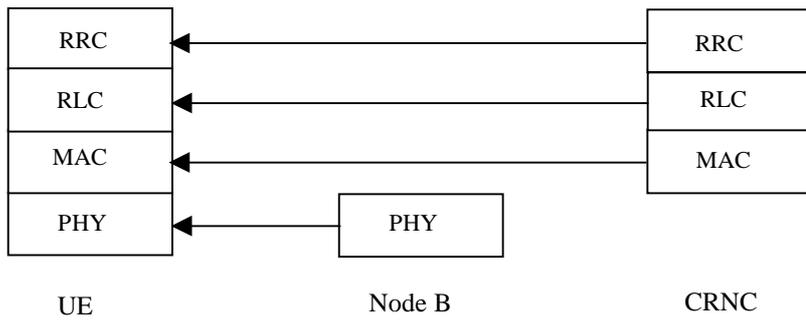 RRC RRC
RLC RLC
MAC MAC
PHY PHY
UE Node B CRNC